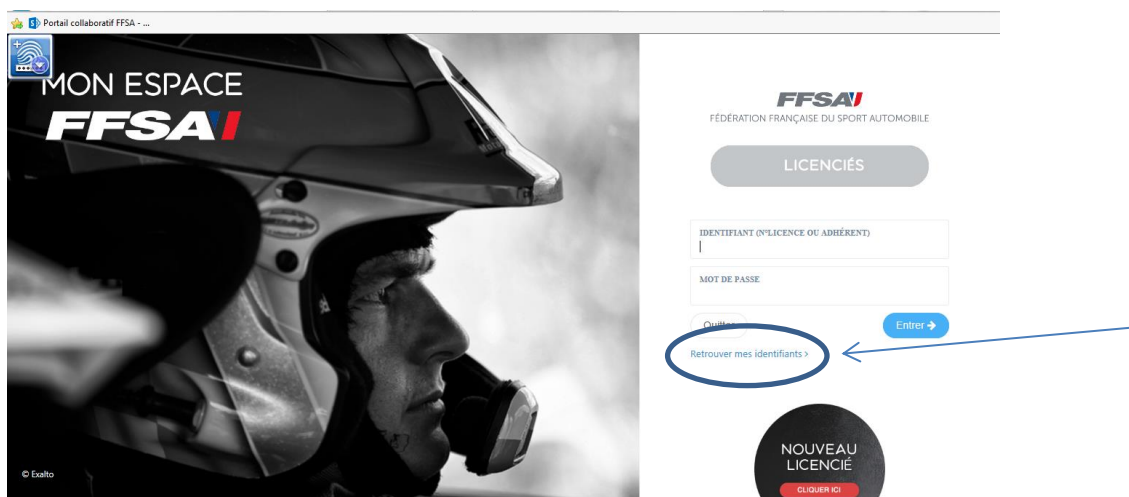 Portail collaboratif FFSA - ...
MON ESPACE
FFSA
FFSA
FÉDÉRATION FRANÇAISE DU SPORT AUTOMOBILE
LICENCIÉS
IDENTIFIANT (N°LICENCE OU ADHÉRENT)
MOT DE PASSE
Quitter
Entrer →
Retrouver mes identifiants >
NOUVEAU
LICENCIÉ
CLIQUER ICI
© Exalto